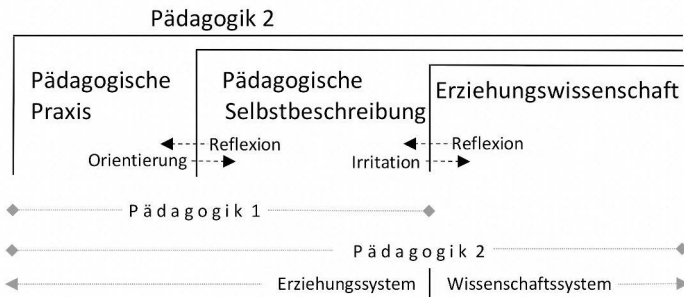 Pädagogik 2
Pädagogische Praxis
Pädagogische Selbstbeschreibung
Erziehungswissenschaft
Reflexion
Orientierung
Reflexion
Irritation
Pädagogik 1
Pädagogik 2
Erziehungssystem
Wissenschaftssystem